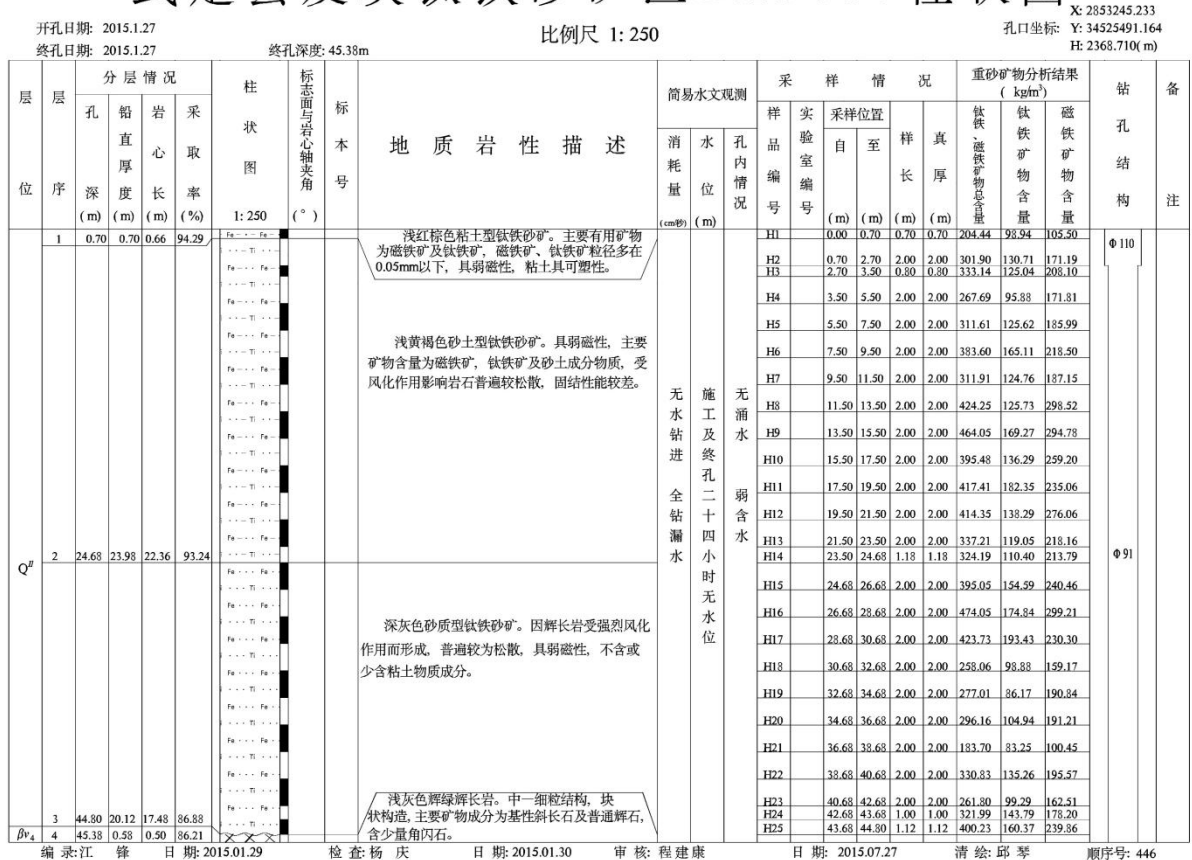 比例尺 1: 250
X: 2853245.233
孔口坐标: Y: 34525491.164
H: 2368.710(m)
开孔日期: 2015.1.27
终孔日期: 2015.1.27
终孔深度: 45.38m
层位
层序
分层情况
孔深(m)
铅直厚度(m)
岩心长(m)
采取率(%)
柱状图
1: 250
标志面与岩心轴夹角(°)
标本号
地质岩性描述
简易水文观测
消耗量(cm/秒)
水位(m)
孔内情况
采样情况
样品编号
实验室编号
采样位置
自(m)
至(m)
样长(m)
真厚(m)
重砂矿物分析结果
( kg/m³)
钛铁、磁铁矿物总含量
钛铁矿物含量
磁铁矿物含量
钻孔结构
备注
1 0.70 0.70 0.66 94.29
浅红棕色粘土型钛铁砂矿。主要有用矿物
为磁铁矿及钛铁矿，磁铁矿、钛铁矿粒径多在
0.05mm以下，具弱磁性，粘土具可塑性。
浅黄褐色砂土型钛铁砂矿。具弱磁性，主要
矿物含量为磁铁矿，钛铁矿及砂土成分物质，受
风化作用影响岩石普遍较松散，固结性能较差。
Qᴵᴵ
2 24.68 23.98 22.36 93.24
深灰色砂质型钛铁砂矿。因辉长岩受强烈风化
作用而形成，普遍较为松散，具弱磁性，不含或
少含粘土物质成分。
3 44.80 20.12 17.48 86.88
浅灰色辉绿辉长岩。中—细粒结构，块
状构造，主要矿物成分为基性斜长石及普通辉石，
含少量角闪石。
βν₄ 4 45.38 0.58 0.50 86.21
无水钻进 全钻漏水
施工及终孔二十四小时无水位
无涌水 弱含水
H1 0.00 0.70 0.70 0.70 204.44 98.94 105.50
H2 0.70 2.70 2.00 2.00 301.90 130.71 171.19
H3 2.70 3.50 0.80 0.80 333.14 125.04 208.10
H4 3.50 5.50 2.00 2.00 267.69 95.88 171.81
H5 5.50 7.50 2.00 2.00 311.61 125.62 185.99
H6 7.50 9.50 2.00 2.00 383.60 165.11 218.50
H7 9.50 11.50 2.00 2.00 311.91 124.76 187.15
H8 11.50 13.50 2.00 2.00 424.25 125.73 298.52
H9 13.50 15.50 2.00 2.00 464.05 169.27 294.78
H10 15.50 17.50 2.00 2.00 395.48 136.29 259.20
H11 17.50 19.50 2.00 2.00 417.41 182.35 235.06
H12 19.50 21.50 2.00 2.00 414.35 138.29 276.06
H13 21.50 23.50 2.00 2.00 337.21 119.05 218.16
H14 23.50 24.68 1.18 1.18 324.19 110.40 213.79
H15 24.68 26.68 2.00 2.00 395.05 154.59 240.46
H16 26.68 28.68 2.00 2.00 474.05 174.84 299.21
H17 28.68 30.68 2.00 2.00 423.73 193.43 230.30
H18 30.68 32.68 2.00 2.00 258.06 98.88 159.17
H19 32.68 34.68 2.00 2.00 277.01 86.17 190.84
H20 34.68 36.68 2.00 2.00 296.16 104.94 191.21
H21 36.68 38.68 2.00 2.00 183.70 83.25 100.45
H22 38.68 40.68 2.00 2.00 330.83 135.26 195.57
H23 40.68 42.68 2.00 2.00 261.80 99.29 162.51
H24 42.68 43.68 1.00 1.00 321.99 143.79 178.20
H25 43.68 44.80 1.12 1.12 400.23 160.37 239.86
Φ110
Φ91
编录:江 锋 日期: 2015.01.29 检查:杨 庆 日期: 2015.01.30 审核: 程建康 日期: 2015.07.27 清绘:邱 琴 顺序号: 446